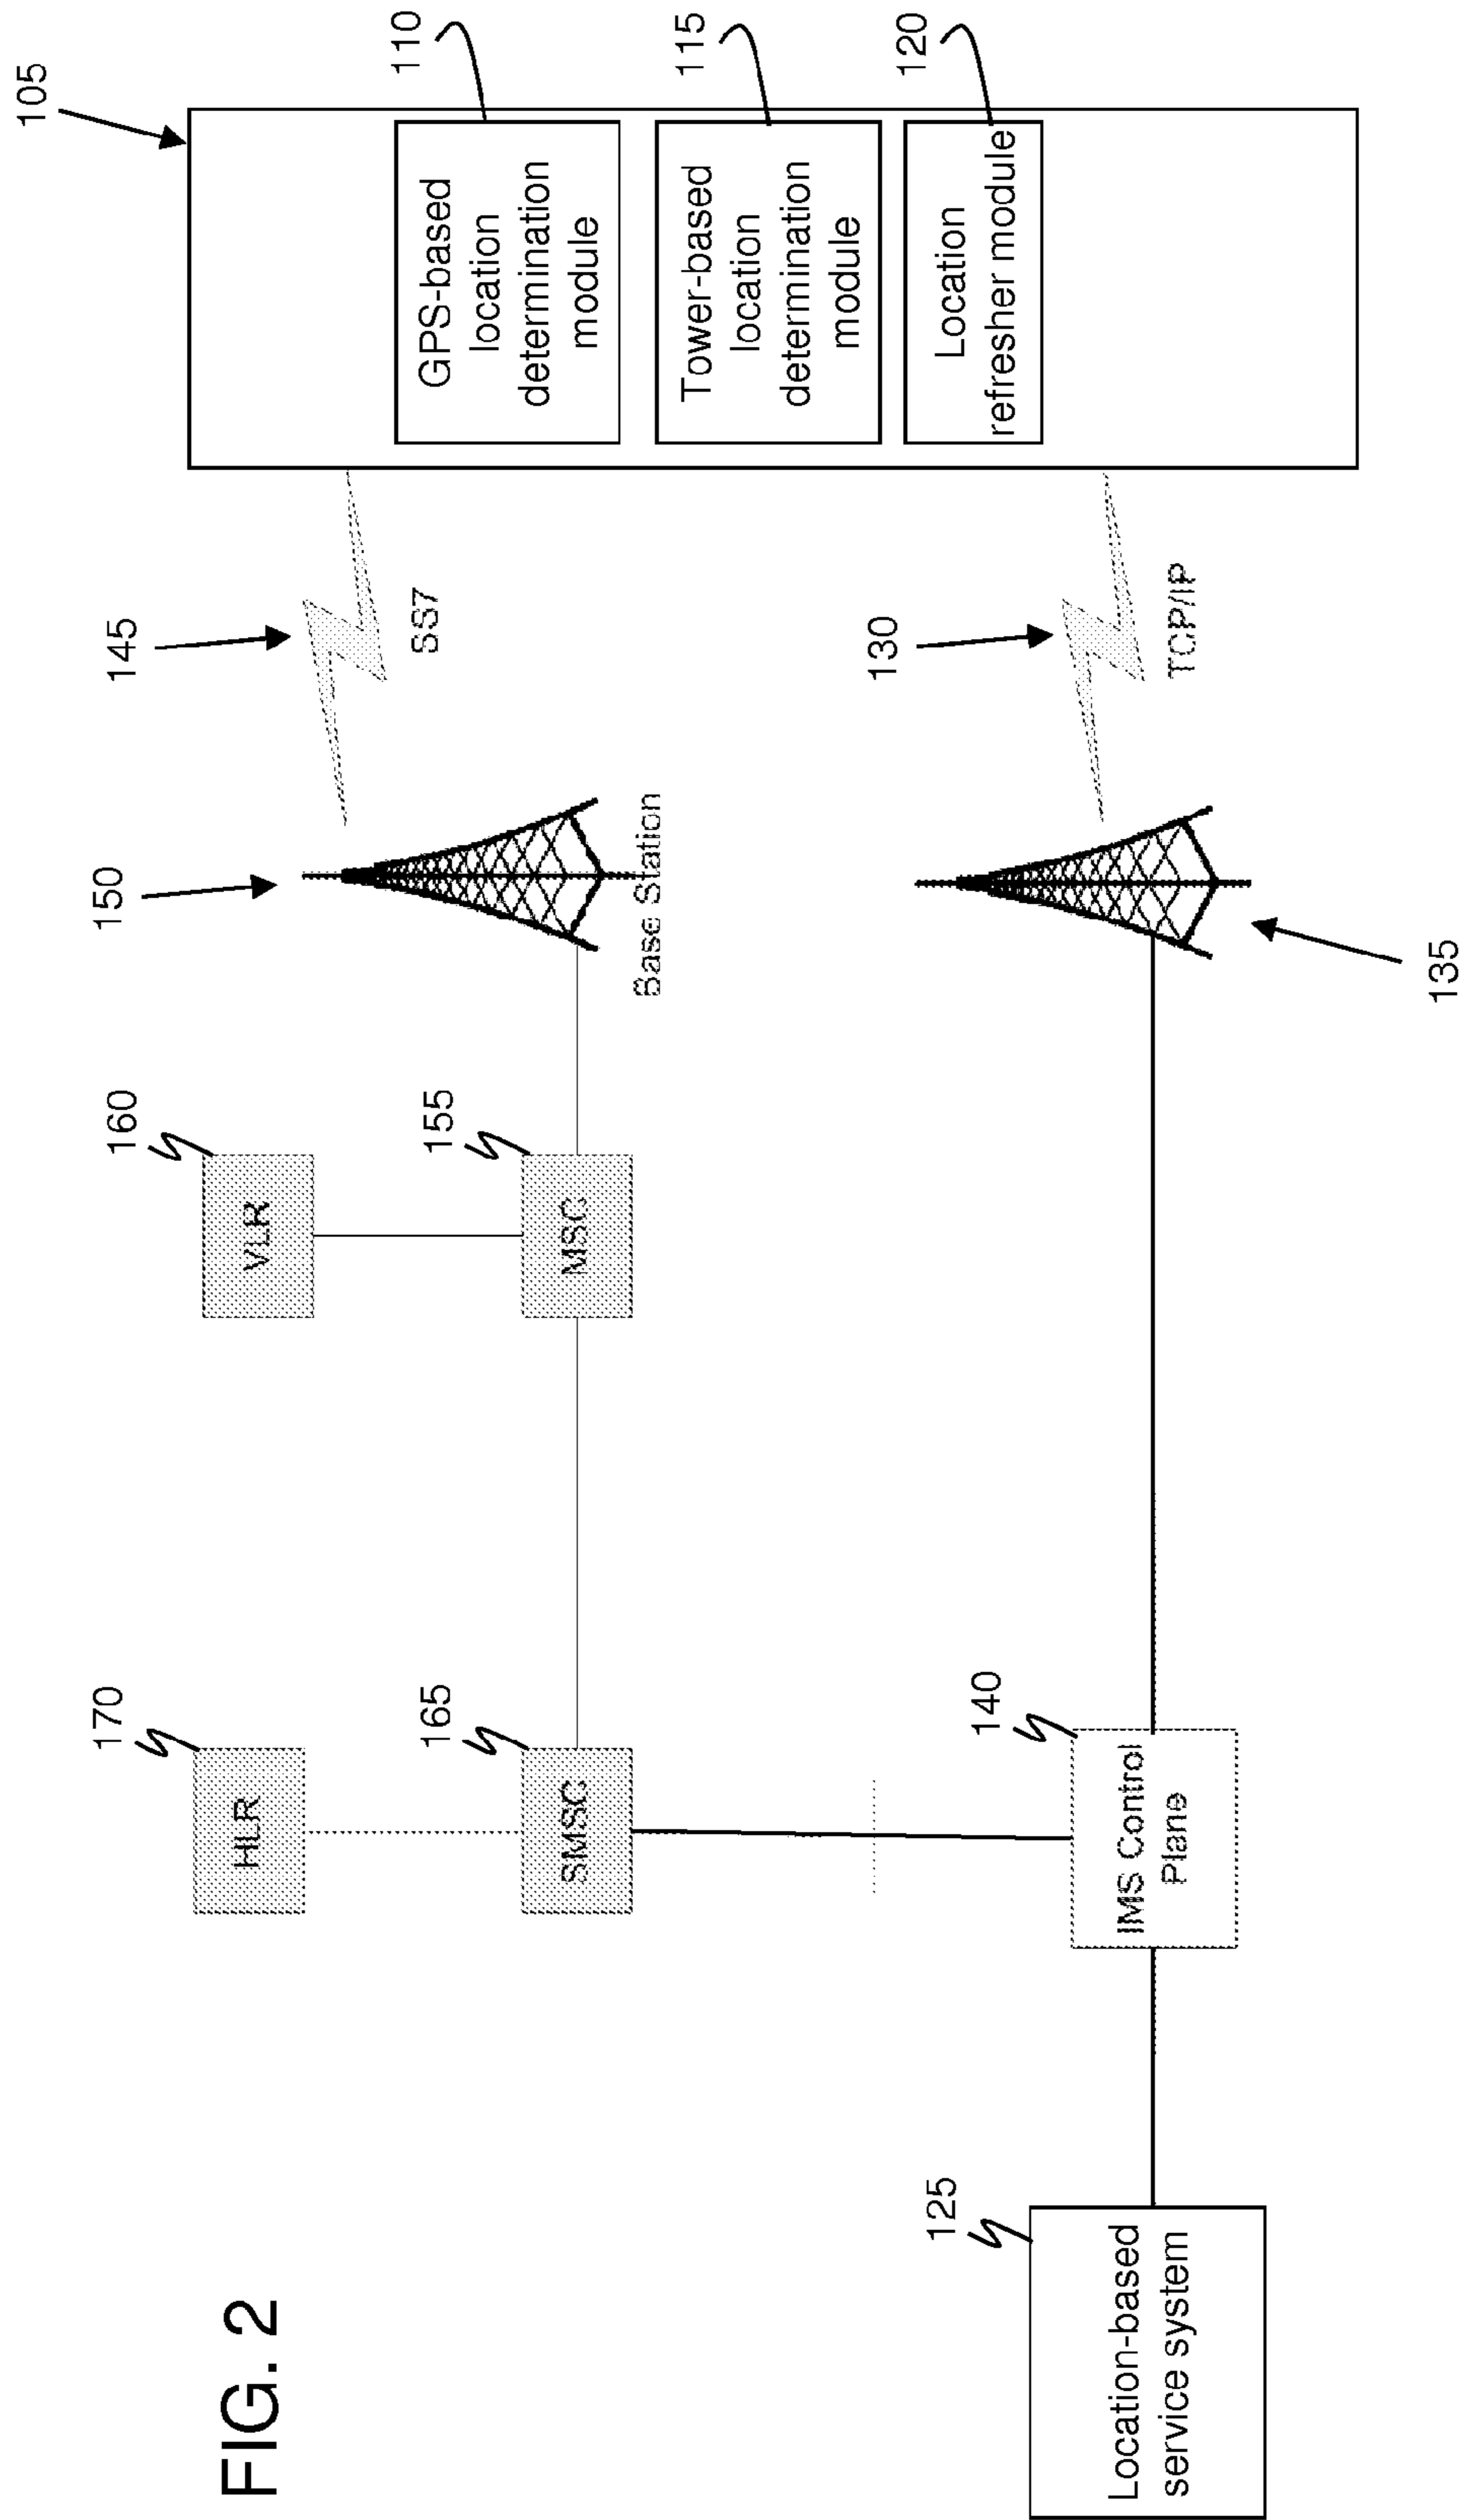 FIG. 2
105
110
GPS-based
location
determination
module
115
Tower-based
location
determination
module
120
Location
refresher module
145
SS7
130
TCP/IP
150
Base Station
135
160
VLR
155
MSC
170
HLR
165
SMSC
140
IMS Control
Plane
125
Location-based
service system